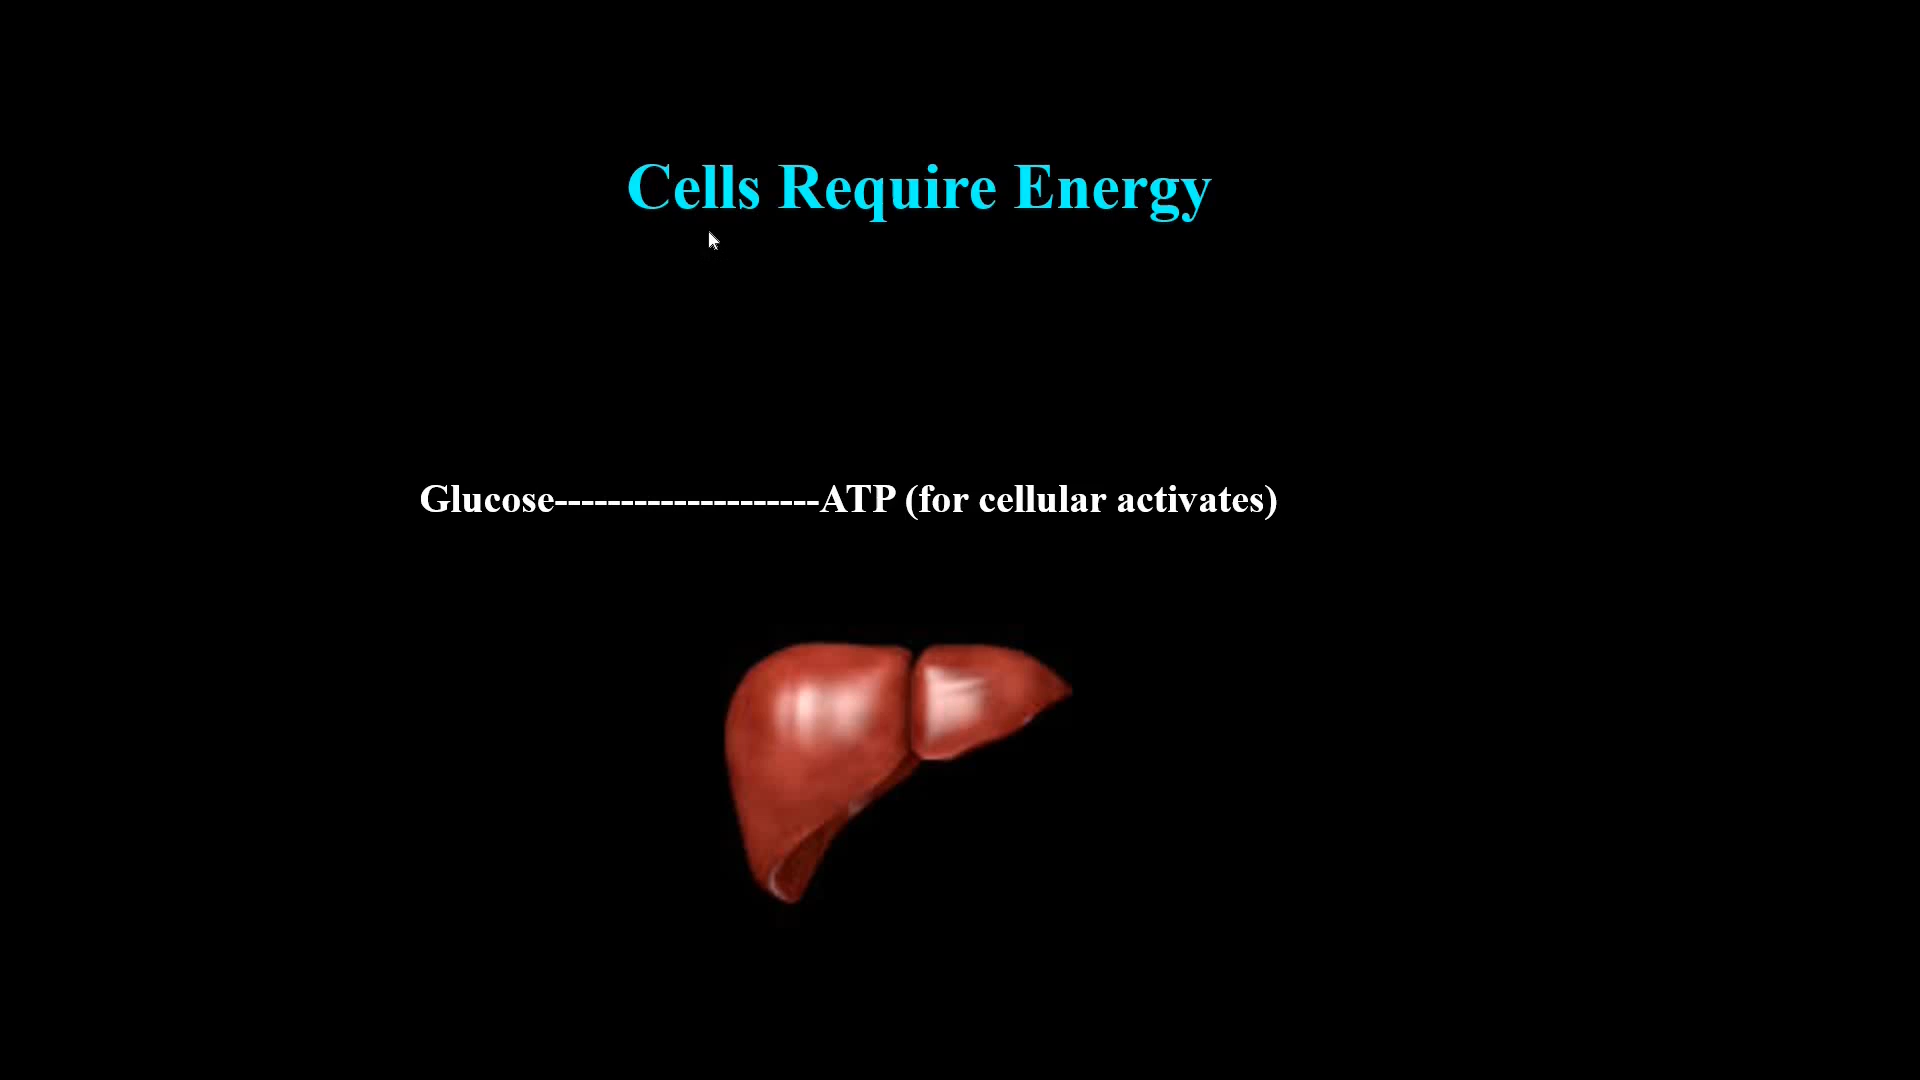 Cells Require Energy
Glucose--------------------ATP (for cellular activates)